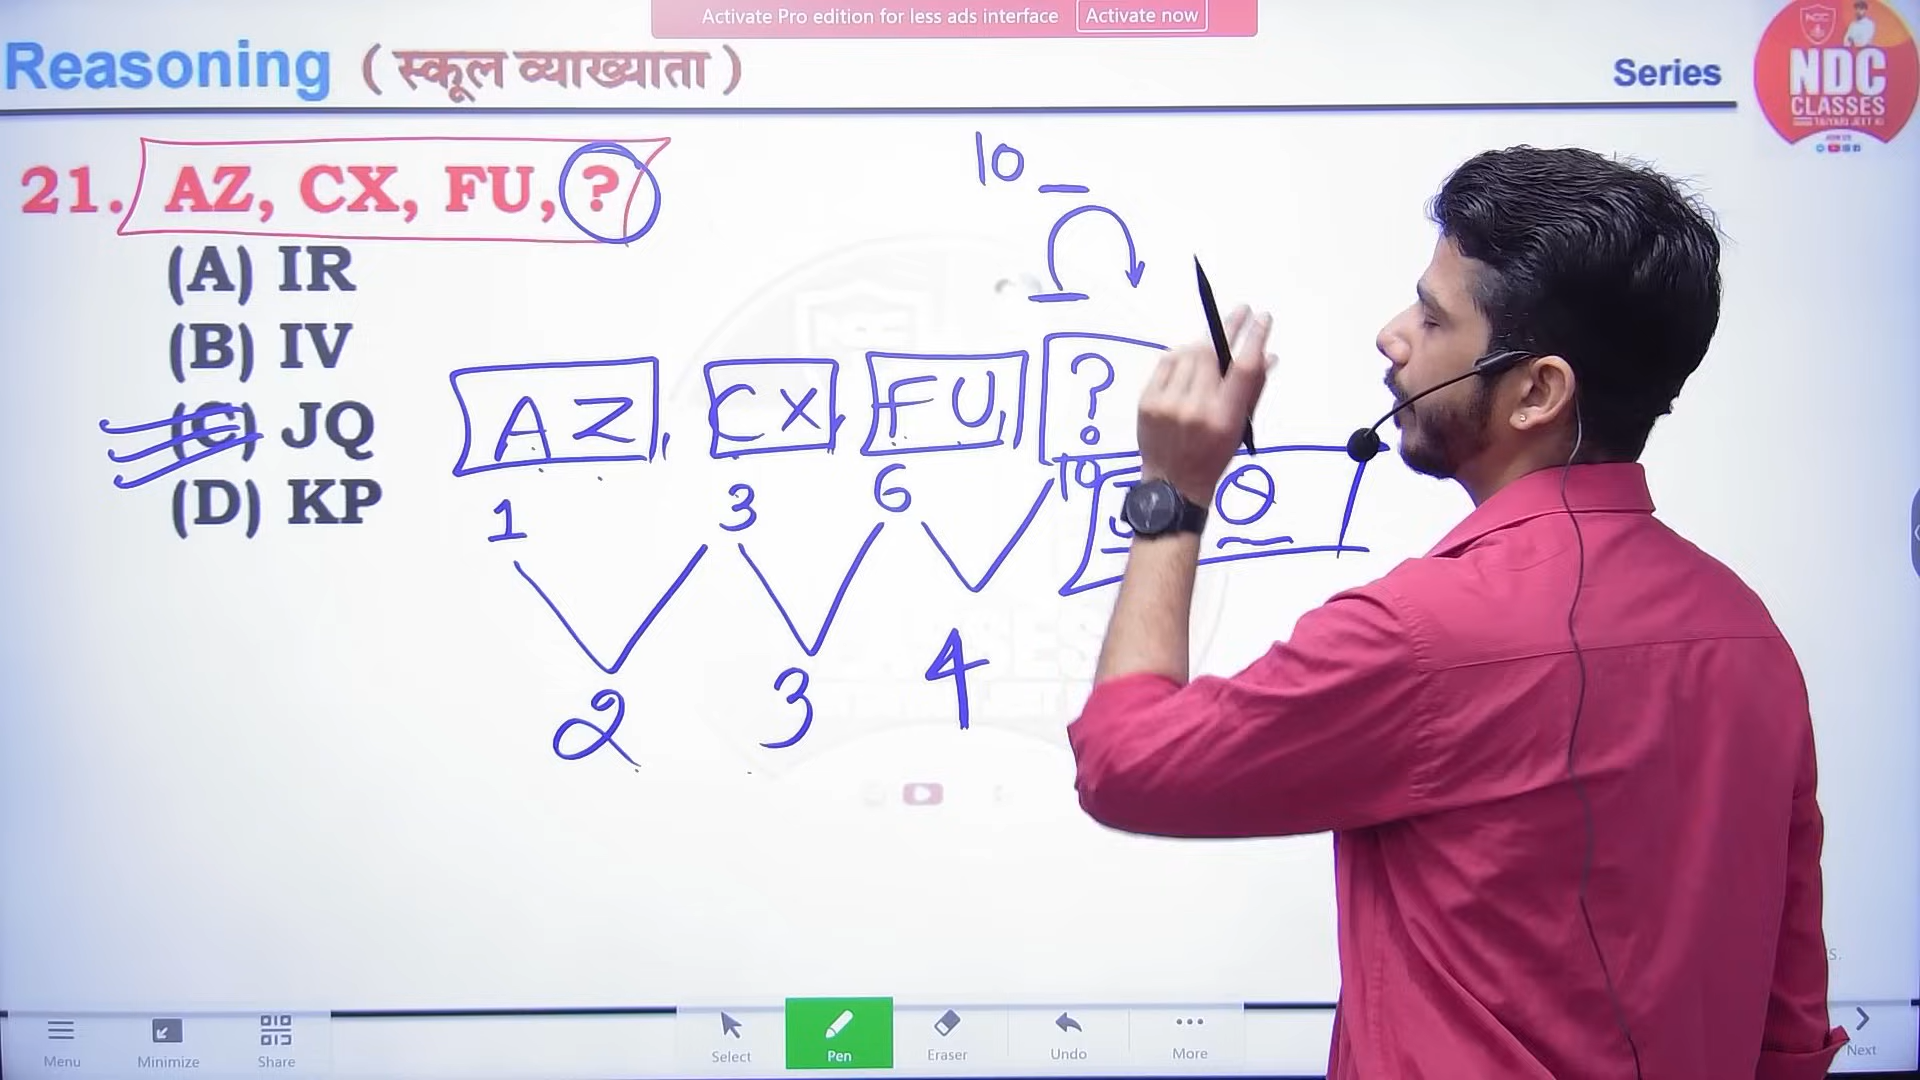 Activate Pro edition for less ads interface Activate now
Reasoning ( स्कूल व्याख्याता )
Series
NDC
CLASSES
21. AZ, CX, FU, ?
(A) IR
(B) IV
(C) JQ
(D) KP
10
AZ, CX, FU, ?
1 3 6 10
Q
2 3 4
Menu
Minimize
Share
Select
Pen
Eraser
Undo
More
Next